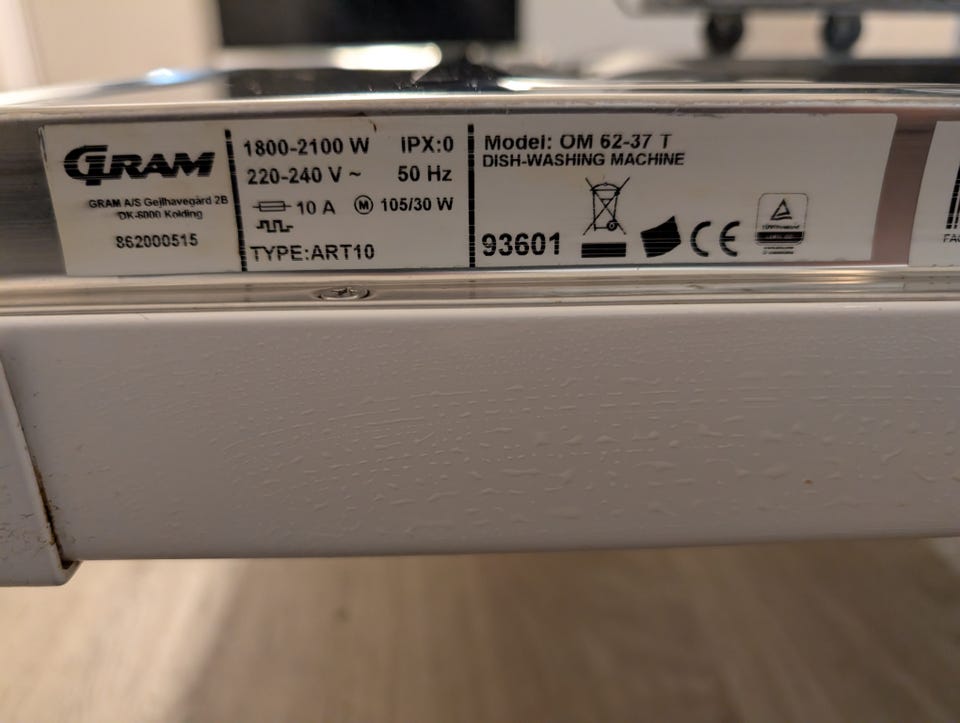 GRAM
GRAM A/S Gejlhavegård 2B
DK-6000 Kolding
862000515
1800-2100 W IPX:0
220-240 V ~ 50 Hz
10 A M 105/30 W
TYPE:ART10
Model: OM 62-37 T
DISH-WASHING MACHINE
93601
CE